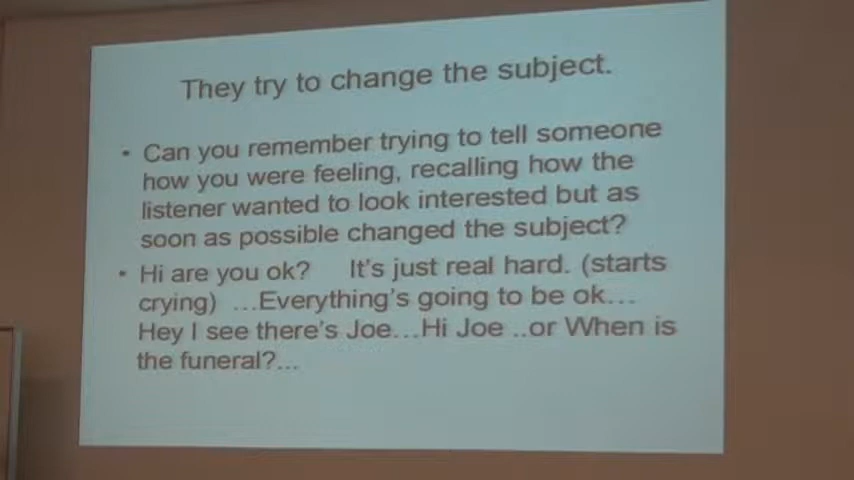 They try to change the subject.
• Can you remember trying to tell someone
how you were feeling, recalling how the
listener wanted to look interested but as
soon as possible changed the subject?
• Hi are you ok? It's just real hard. (starts
crying) ...Everything's going to be ok...
Hey I see there's Joe...Hi Joe ..or When is
the funeral?...